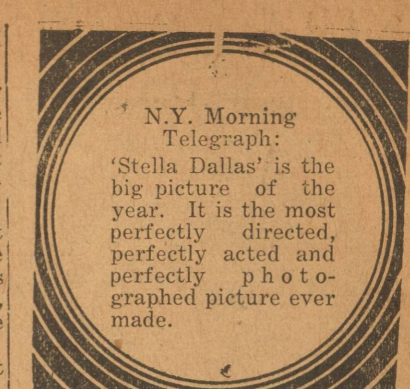 N.Y. Morning
Telegraph:
'Stella Dallas' is the
big picture of the
year. It is the most
perfectly directed,
perfectly acted and
perfectly photo-
graphed picture ever
made.